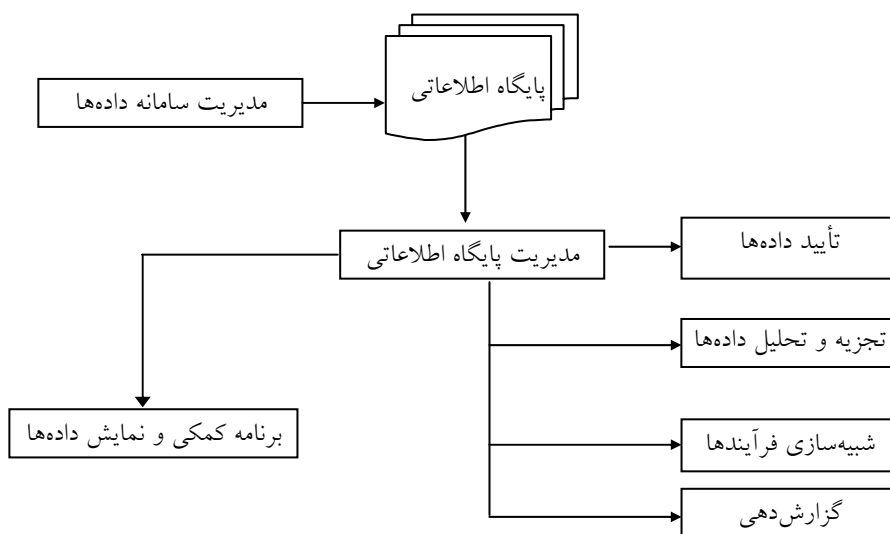 پایگاه اطلاعاتی
مدیریت سامانه داده‌ها
تأیید داده‌ها
مدیریت پایگاه اطلاعاتی
تجزیه و تحلیل داده‌ها
برنامه کمکی و نمایش داده‌ها
شبیه‌سازی فرآیندها
گزارش‌دهی